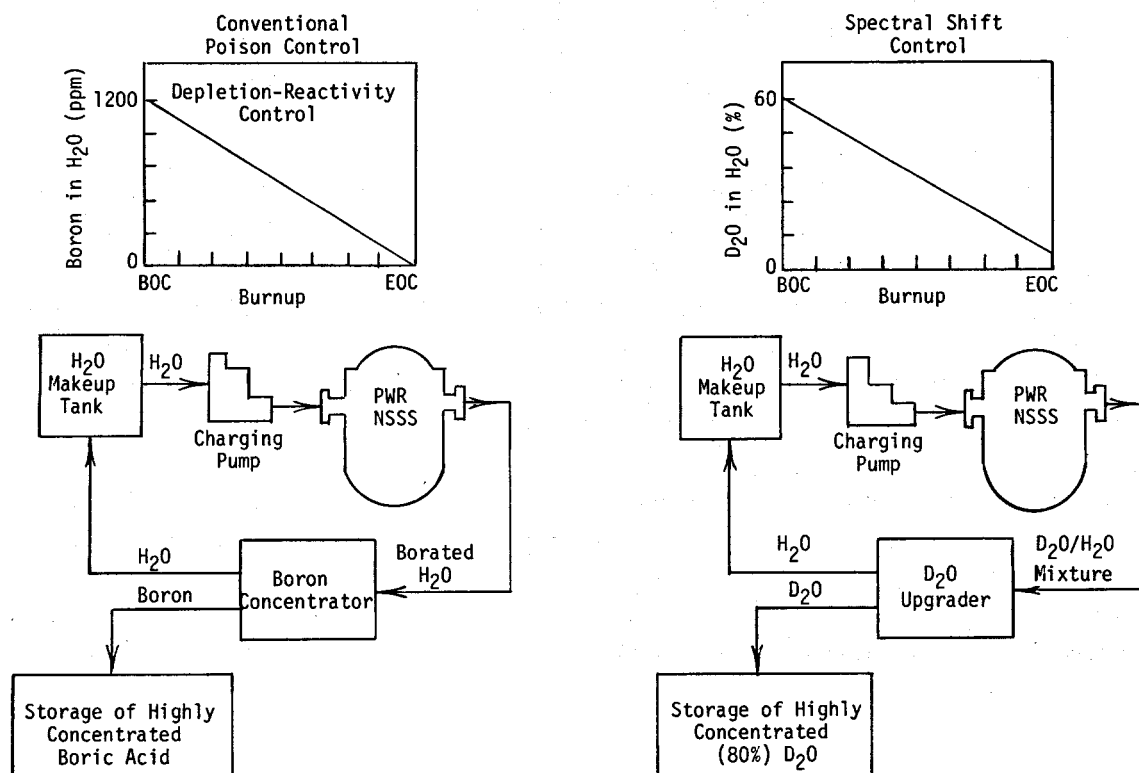 Conventional
Poison Control
Depletion-Reactivity
Control
Boron in H₂O (ppm)
1200
0
BOC
EOC
Burnup
H₂O
Makeup
Tank
H₂O
Charging
Pump
PWR
NSSS
H₂O
Boron
Boron
Concentrator
Borated
H₂O
Storage of Highly
Concentrated
Boric Acid
Spectral Shift
Control
D₂O in H₂O (%)
60
0
BOC
EOC
Burnup
H₂O
Makeup
Tank
H₂O
Charging
Pump
PWR
NSSS
H₂O
D₂O
D₂O
Upgrader
D₂O/H₂O
Mixture
Storage of Highly
Concentrated
(80%) D₂O